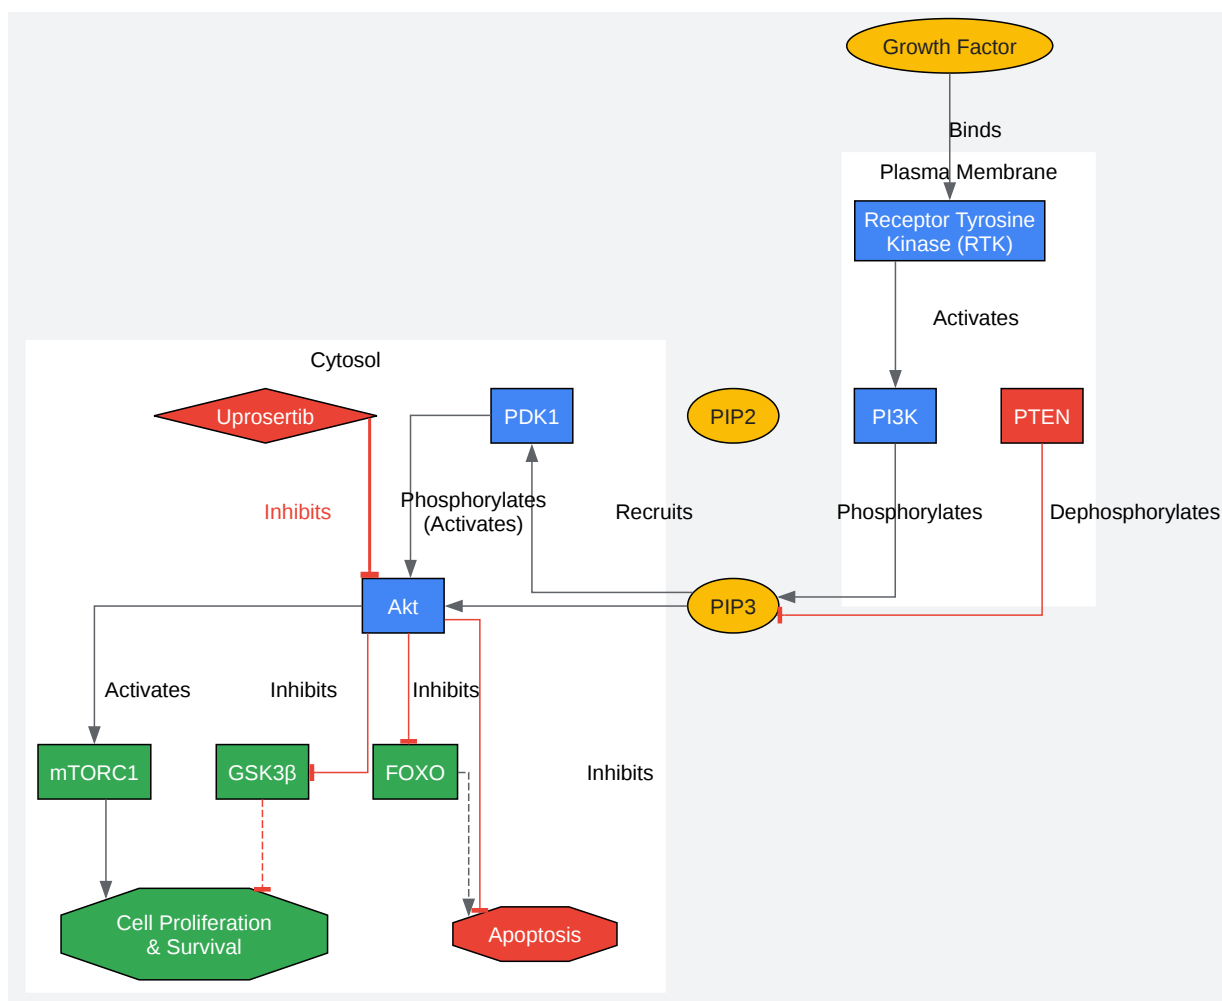 Growth Factor
Binds
Plasma Membrane
Receptor Tyrosine
Kinase (RTK)
Activates
Cytosol
Uprosertib
PDK1
PIP2
PI3K
PTEN
Inhibits
Phosphorylates
(Activates)
Recruits
Phosphorylates
Dephosphorylates
Akt
PIP3
Activates
Inhibits
Inhibits
mTORC1
GSK3β
FOXO
Inhibits
Cell Proliferation
& Survival
Apoptosis